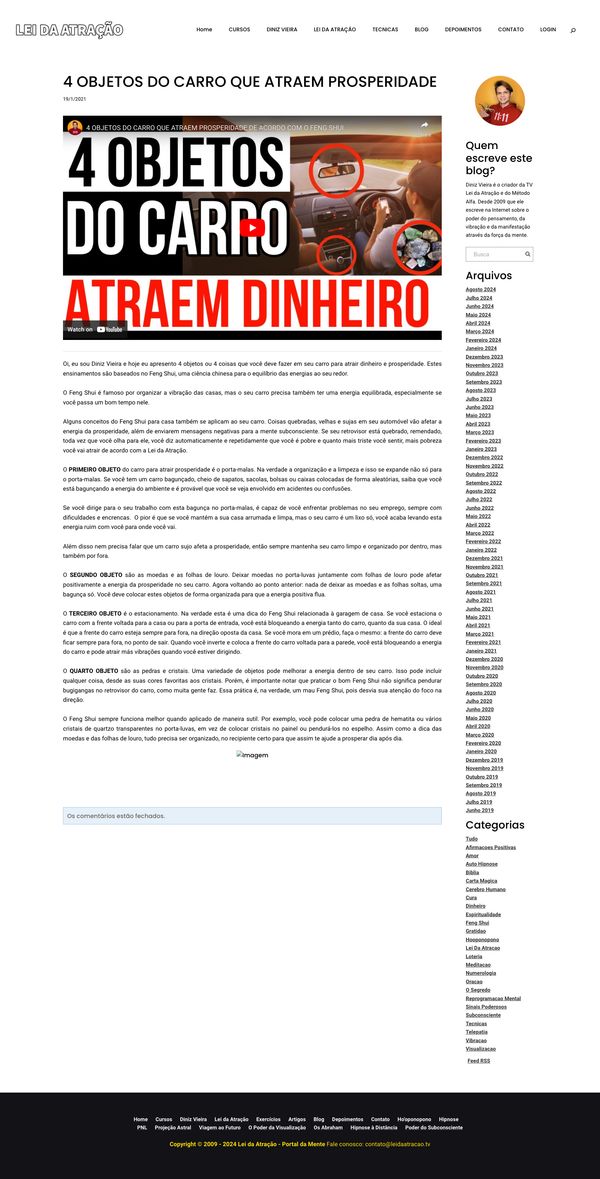 LEI DA ATRAÇÃO
Home CURSOS DINIZ VIEIRA LEI DA ATRAÇÃO TECNICAS BLOG DEPOIMENTOS CONTATO LOGIN
4 OBJETOS DO CARRO QUE ATRAEM PROSPERIDADE
19/1/2021
4 OBJETOS DO CARRO QUE ATRAEM PROSPERIDADE DE ACORDO COM O FENG SHUI
4 OBJETOS
DO CARRO
ATRAEM DINHEIRO
Watch on YouTube
Oi, eu sou Diniz Vieira e hoje eu apresento 4 objetos ou 4 coisas que você deve fazer em seu carro para atrair dinheiro e prosperidade. Estes
ensinamentos são baseados no Feng Shui, uma ciência chinesa para o equilíbrio das energias ao seu redor.
O Feng Shui é famoso por organizar a vibração das casas, mas o seu carro precisa também ter uma energia equilibrada, especialmente se
você passa um bom tempo nele.
Alguns conceitos do Feng Shui para casa também se aplicam ao seu carro. Coisas quebradas, velhas e sujas em seu automóvel vão afetar a
energia da prosperidade, além de enviarem mensagens negativas para a mente subconsciente. Se seu retrovisor está quebrado, remendado,
toda vez que você olha para ele, você diz automaticamente e repetidamente que você é pobre e quanto mais triste você sentir, mais pobreza
você vai atrair de acordo com a Lei da Atração.
O PRIMEIRO OBJETO do carro para atrair prosperidade é o porta-malas. Na verdade a organização e a limpeza e isso se expande não só para
o porta-malas. Se você tem um carro bagunçado, cheio de sapatos, sacolas, bolsas ou caixas colocadas de forma aleatórias, saiba que você
está bagunçando a energia do ambiente e é provável que você se veja envolvido em acidentes ou confusões.
Se você dirige para o seu trabalho com esta bagunça no porta-malas, é capaz de você enfrentar problemas no seu emprego, sempre com
dificuldades e encrencas. O pior é que se você mantém a sua casa arrumada e limpa, mas o seu carro é um lixo só, você acaba levando esta
energia ruim com você para onde você vai.
Além disso nem precisa falar que um carro sujo afeta a prosperidade, então sempre mantenha seu carro limpo e organizado por dentro, mas
também por fora.
O SEGUNDO OBJETO são as moedas e as folhas de louro. Deixar moedas no porta-luvas juntamente com folhas de louro pode afetar
positivamente a energia da prosperidade no seu carro. Agora voltando ao ponto anterior: nada de deixar as moedas e as folhas soltas, uma
bagunça só. Você deve colocar estes objetos de forma organizada para que a energia positiva flua.
O TERCEIRO OBJETO é o estacionamento. Na verdade esta é uma dica do Feng Shui relacionada à garagem de casa. Se você estaciona o
carro com a frente voltada para a casa ou para a porta de entrada, você está bloqueando a energia tanto do carro, quanto da sua casa. O ideal
é que a frente do carro esteja sempre para fora, na direção oposta da casa. Se você mora em um prédio, faça o mesmo: a frente do carro deve
ficar sempre para fora, no ponto de sair. Quando você inverte e coloca a frente do carro voltada para a parede, você está bloqueando a energia
do carro e pode atrair más vibrações quando você estiver dirigindo.
O QUARTO OBJETO são as pedras e cristais. Uma variedade de objetos pode melhorar a energia dentro de seu carro. Isso pode incluir
qualquer coisa, desde as suas cores favoritas aos cristais. Porém, é importante notar que praticar o bom Feng Shui não significa pendurar
bugigangas no retrovisor do carro, como muita gente faz. Essa prática é, na verdade, um mau Feng Shui, pois desvia sua atenção do foco na
direção.
O Feng Shui sempre funciona melhor quando aplicado de maneira sutil. Por exemplo, você pode colocar uma pedra de hematita ou vários
cristais de quartzo transparentes no porta-luvas, em vez de colocar cristais no painel ou pendurá-los no espelho. Assim como a dica das
moedas e das folhas de louro, tudo precisa ser organizado, no recipiente certo para que assim te ajude a prosperar dia após dia.
Imagem
Os comentários estão fechados.
11:11
Quem
escreve este
blog?
Diniz Vieira é o criador da TV
Lei da Atração e do Método
Alfa. Desde 2009 que ele
escreve na Internet sobre o
poder do pensamento, da
vibração e da manifestação
através da força da mente.
Busca
Arquivos
Agosto 2024
Julho 2024
Junho 2024
Maio 2024
Abril 2024
Março 2024
Fevereiro 2024
Janeiro 2024
Dezembro 2023
Novembro 2023
Outubro 2023
Setembro 2023
Agosto 2023
Julho 2023
Junho 2023
Maio 2023
Abril 2023
Março 2023
Fevereiro 2023
Janeiro 2023
Dezembro 2022
Novembro 2022
Outubro 2022
Setembro 2022
Agosto 2022
Julho 2022
Junho 2022
Maio 2022
Abril 2022
Março 2022
Fevereiro 2022
Janeiro 2022
Dezembro 2021
Novembro 2021
Outubro 2021
Setembro 2021
Agosto 2021
Julho 2021
Junho 2021
Maio 2021
Abril 2021
Março 2021
Fevereiro 2021
Janeiro 2021
Dezembro 2020
Novembro 2020
Outubro 2020
Setembro 2020
Agosto 2020
Julho 2020
Junho 2020
Maio 2020
Abril 2020
Março 2020
Fevereiro 2020
Janeiro 2020
Dezembro 2019
Novembro 2019
Outubro 2019
Setembro 2019
Agosto 2019
Julho 2019
Junho 2019
Categorias
Tudo
Afirmacoes Positivas
Amor
Auto Hipnose
Biblia
Carta Magica
Cerebro Humano
Cura
Dinheiro
Espiritualidade
Feng Shui
Gratidao
Hooponopono
Lei Da Atracao
Loteria
Meditacao
Numerologia
Oracao
O Segredo
Reprogramacao Mental
Sinais Poderosos
Subconsciente
Tecnicas
Telepatia
Vibracao
Visualizacao
Feed RSS
Home Cursos Diniz Vieira Lei da Atração Exercícios Artigos Blog Depoimentos Contato Ho'oponopono Hipnose
PNL Projeção Astral Viagem ao Futuro O Poder da Visualização Os Abraham Hipnose à Distância Poder do Subconsciente
Copyright © 2009 - 2024 Lei da Atração - Portal da Mente Fale conosco: contato@leidaatracao.tv